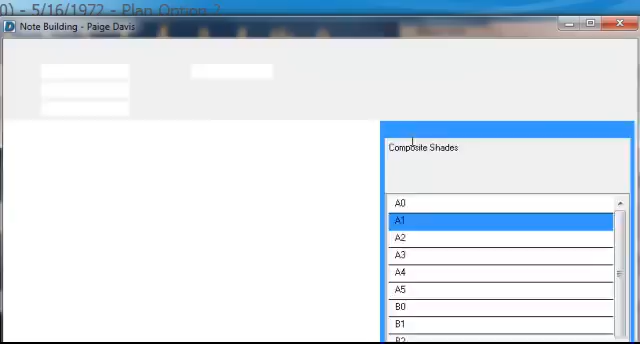 0) - 5/16/1972 - Plan Option 2
Note Building - Paige Davis
Composite Shades
A0
A1
A2
A3
A4
A5
B0
B1
B2